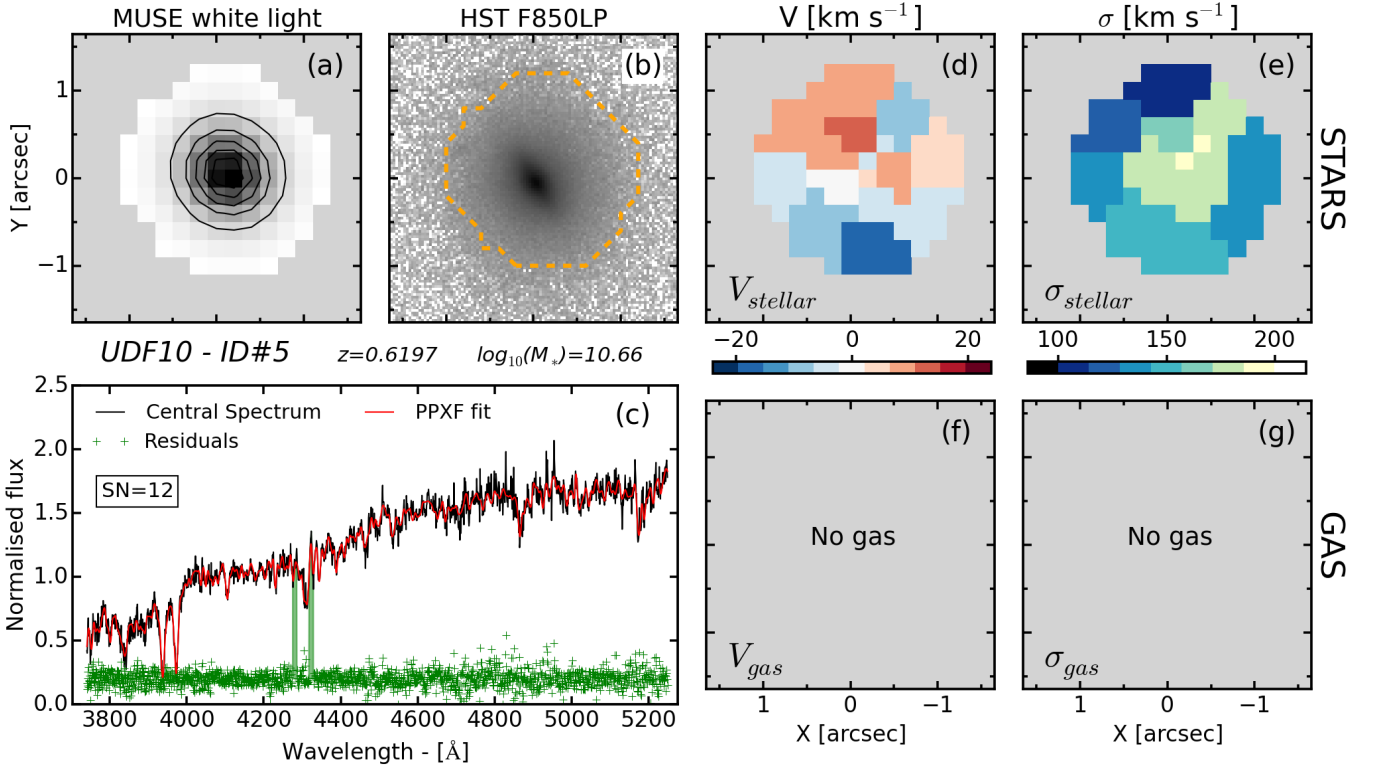 MUSE white light
HST F850LP
V [km s⁻¹]
σ [km s⁻¹]
(a)
(b)
(d)
(e)
1
0
−1
Y [arcsec]
V_stellar
σ_stellar
STARS
UDF10 - ID#5
z=0.6197
log₁₀(M_*)=10.66
−20 0 20
100 150 200
2.5
2.0
1.5
1.0
0.5
0.0
Normalised flux
Central Spectrum
PPXF fit
Residuals
(c)
SN=12
3800 4000 4200 4400 4600 4800 5000 5200
Wavelength - [Å]
(f)
(g)
No gas
No gas
V_gas
σ_gas
GAS
1 0 −1
1 0 −1
X [arcsec]
X [arcsec]